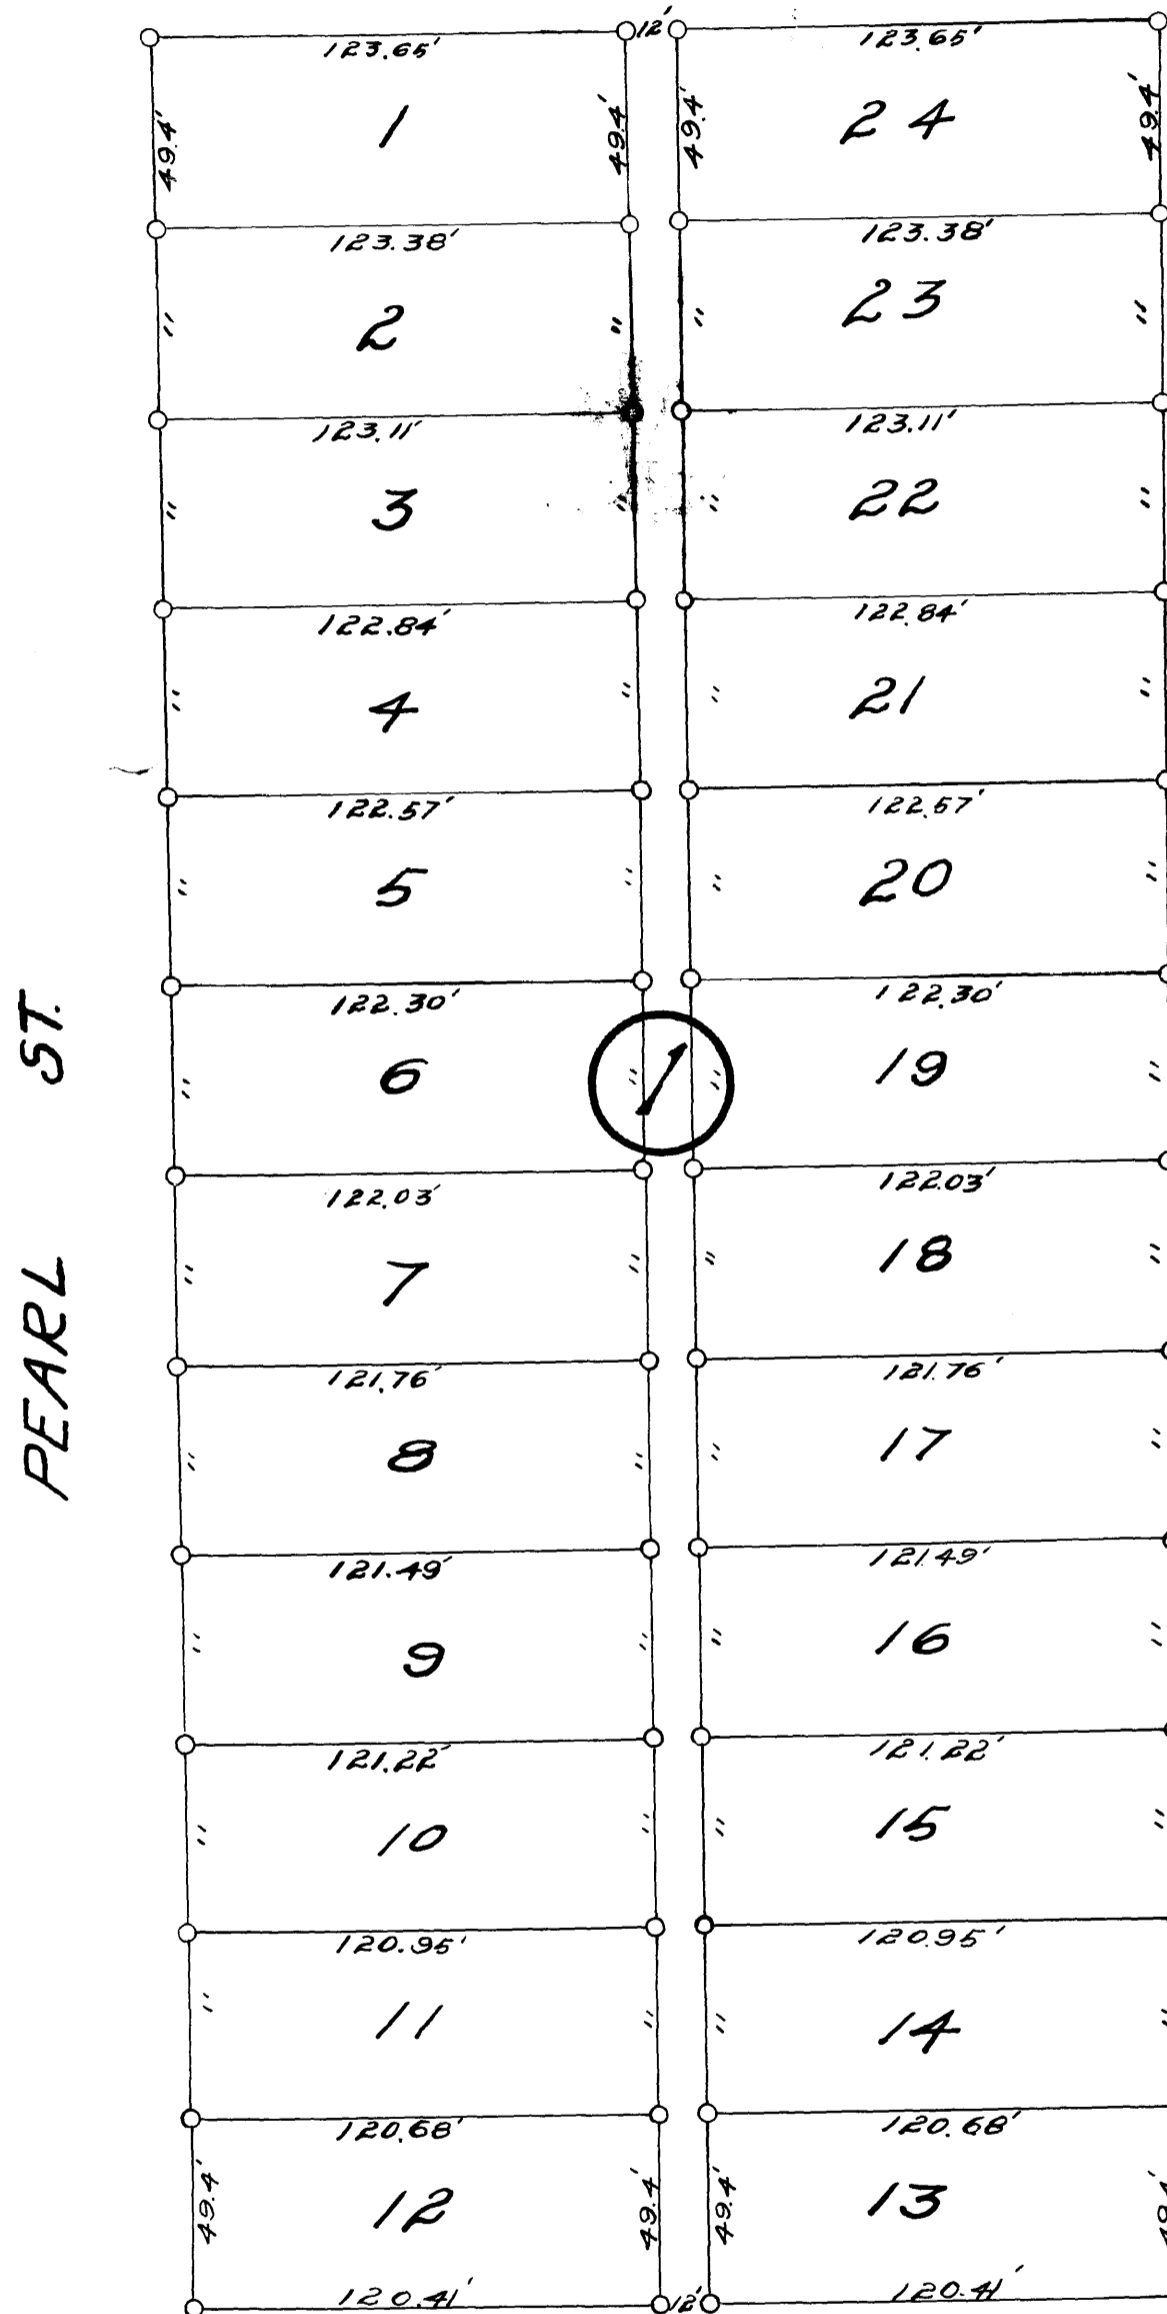 123.65' 12' 123.65'
49.4' 1 49.4' 49.4' 24 49.4'
123.38' 123.38'
" 2 " " 23 "
123.11' 123.11'
" 3 " " 22 "
122.84' 122.84'
" 4 " " 21 "
122.57' 122.57'
" 5 " " 20 "
122.30' 122.30'
" 6 " 1 " 19 "
122.03' 122.03'
" 7 " " 18 "
121.76' 121.76'
" 8 " " 17 "
121.49' 121.49'
" 9 " " 16 "
121.22' 121.22'
" 10 " " 15 "
120.95' 120.95'
" 11 " " 14 "
120.68' 120.68'
49.4' 12 49.4' 49.4' 13 49.4'
120.41' 12' 120.41'
PEARL ST.